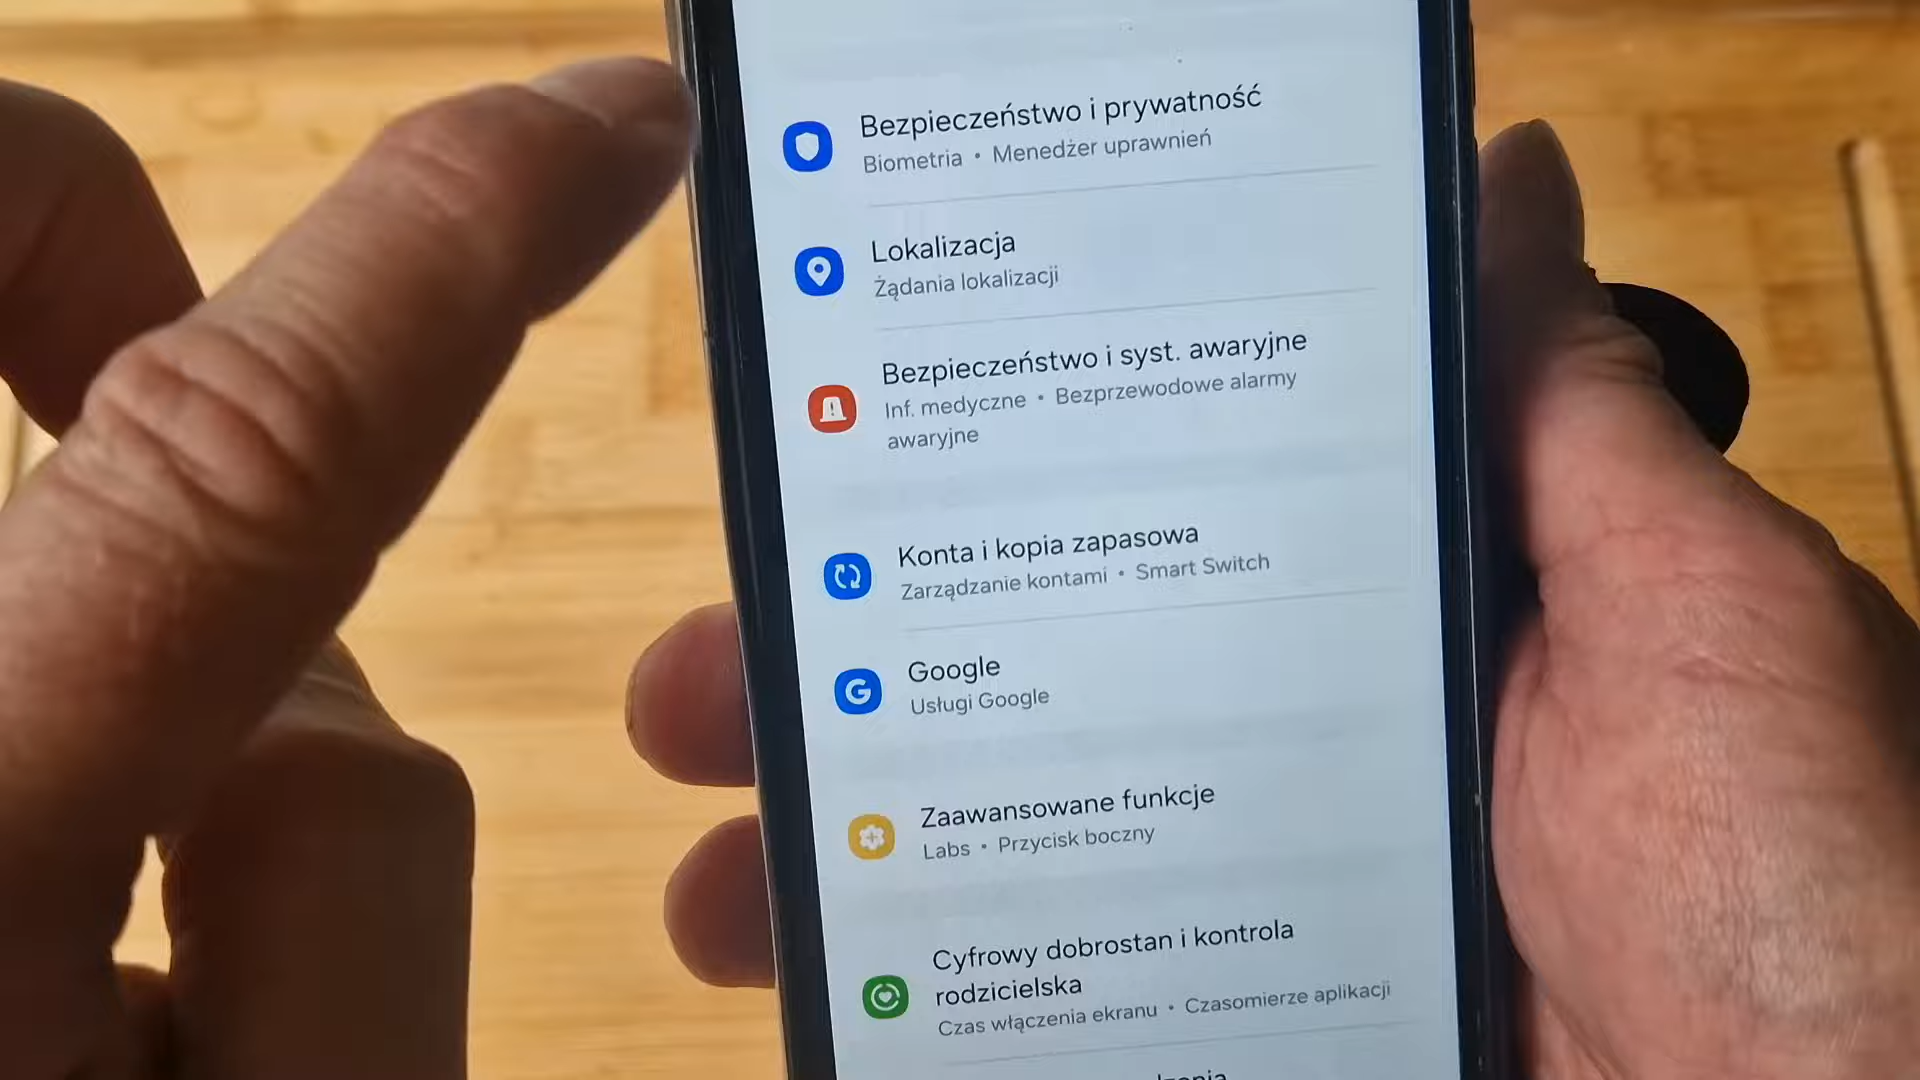 Bezpieczeństwo i prywatność
Biometria • Menedżer uprawnień
Lokalizacja
Żądania lokalizacji
Bezpieczeństwo i syst. awaryjne
Inf. medyczne • Bezprzewodowe alarmy
awaryjne
Konta i kopia zapasowa
Zarządzanie kontami • Smart Switch
Google
Usługi Google
Zaawansowane funkcje
Labs • Przycisk boczny
Cyfrowy dobrostan i kontrola
rodzicielska
Czas włączenia ekranu • Czasomierze aplikacji